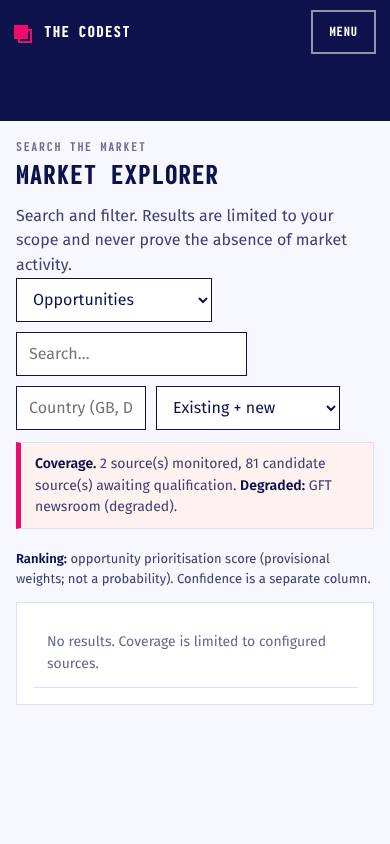 THE CODEST
MENU
SEARCH THE MARKET
MARKET EXPLORER
Search and filter. Results are limited to your
scope and never prove the absence of market
activity.
Opportunities
Search...
Country (GB, D
Existing + new
Coverage. 2 source(s) monitored, 81 candidate
source(s) awaiting qualification. Degraded: GFT
newsroom (degraded).
Ranking: opportunity prioritisation score (provisional
weights; not a probability). Confidence is a separate column.
No results. Coverage is limited to configured
sources.